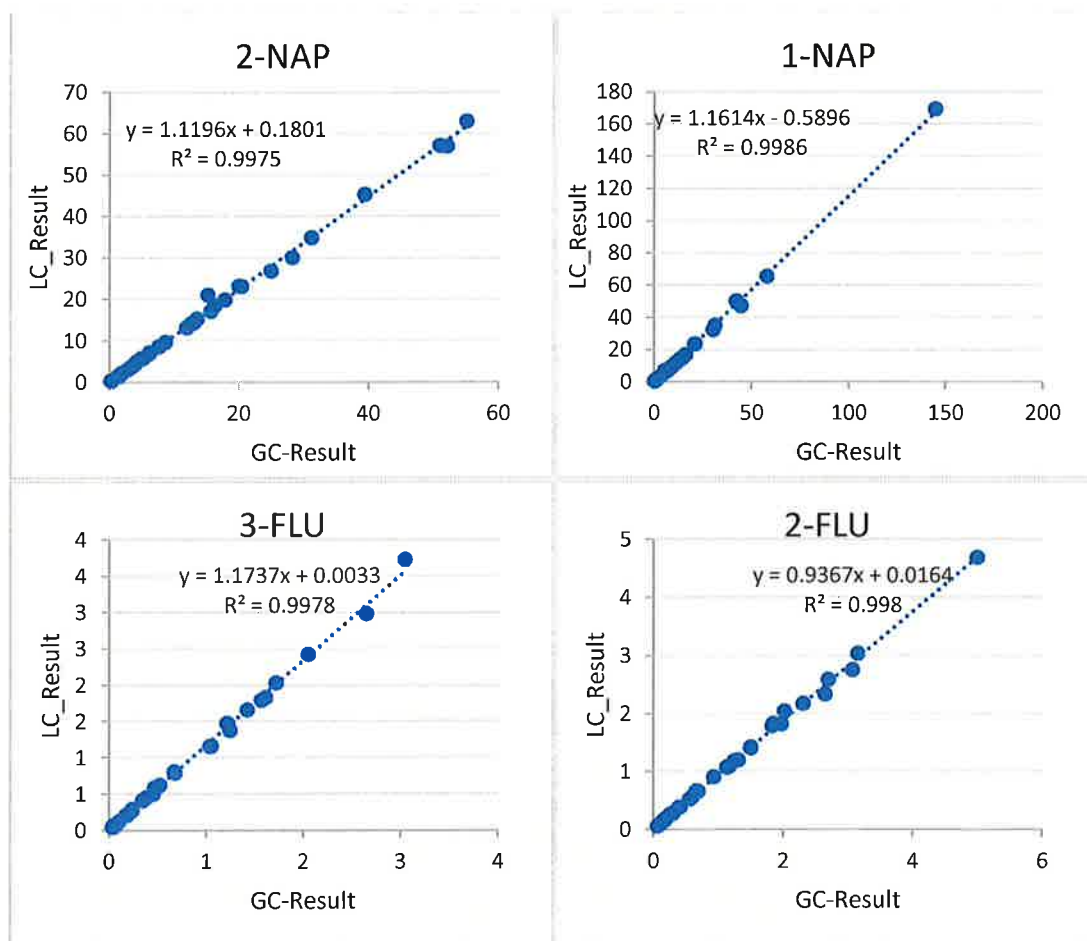 2-NAP
70
60
50
40
30
20
10
0
y = 1.1196x + 0.1801
R² = 0.9975
LC_Result
0 20 40 60
GC-Result
1-NAP
180
160
140
120
100
80
60
40
20
0
y = 1.1614x - 0.5896
R² = 0.9986
LC_Result
0 50 100 150 200
GC-Result
3-FLU
4
4
3
3
2
2
1
1
0
y = 1.1737x + 0.0033
R² = 0.9978
LC_Result
0 1 2 3 4
GC-Result
2-FLU
5
4
3
2
1
0
y = 0.9367x + 0.0164
R² = 0.998
LC_Result
0 2 4 6
GC-Result